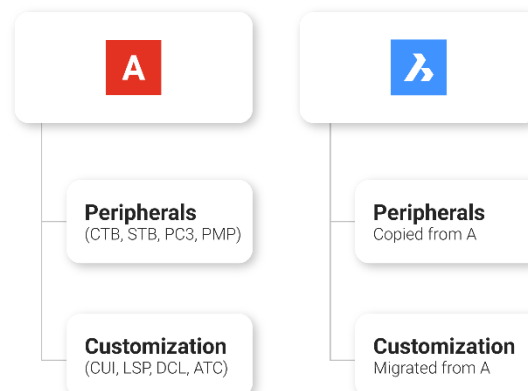 A
Peripherals
(CTB, STB, PC3, PMP)
Customization
(CUI, LSP, DCL, ATC)
Peripherals
Copied from A
Customization
Migrated from A